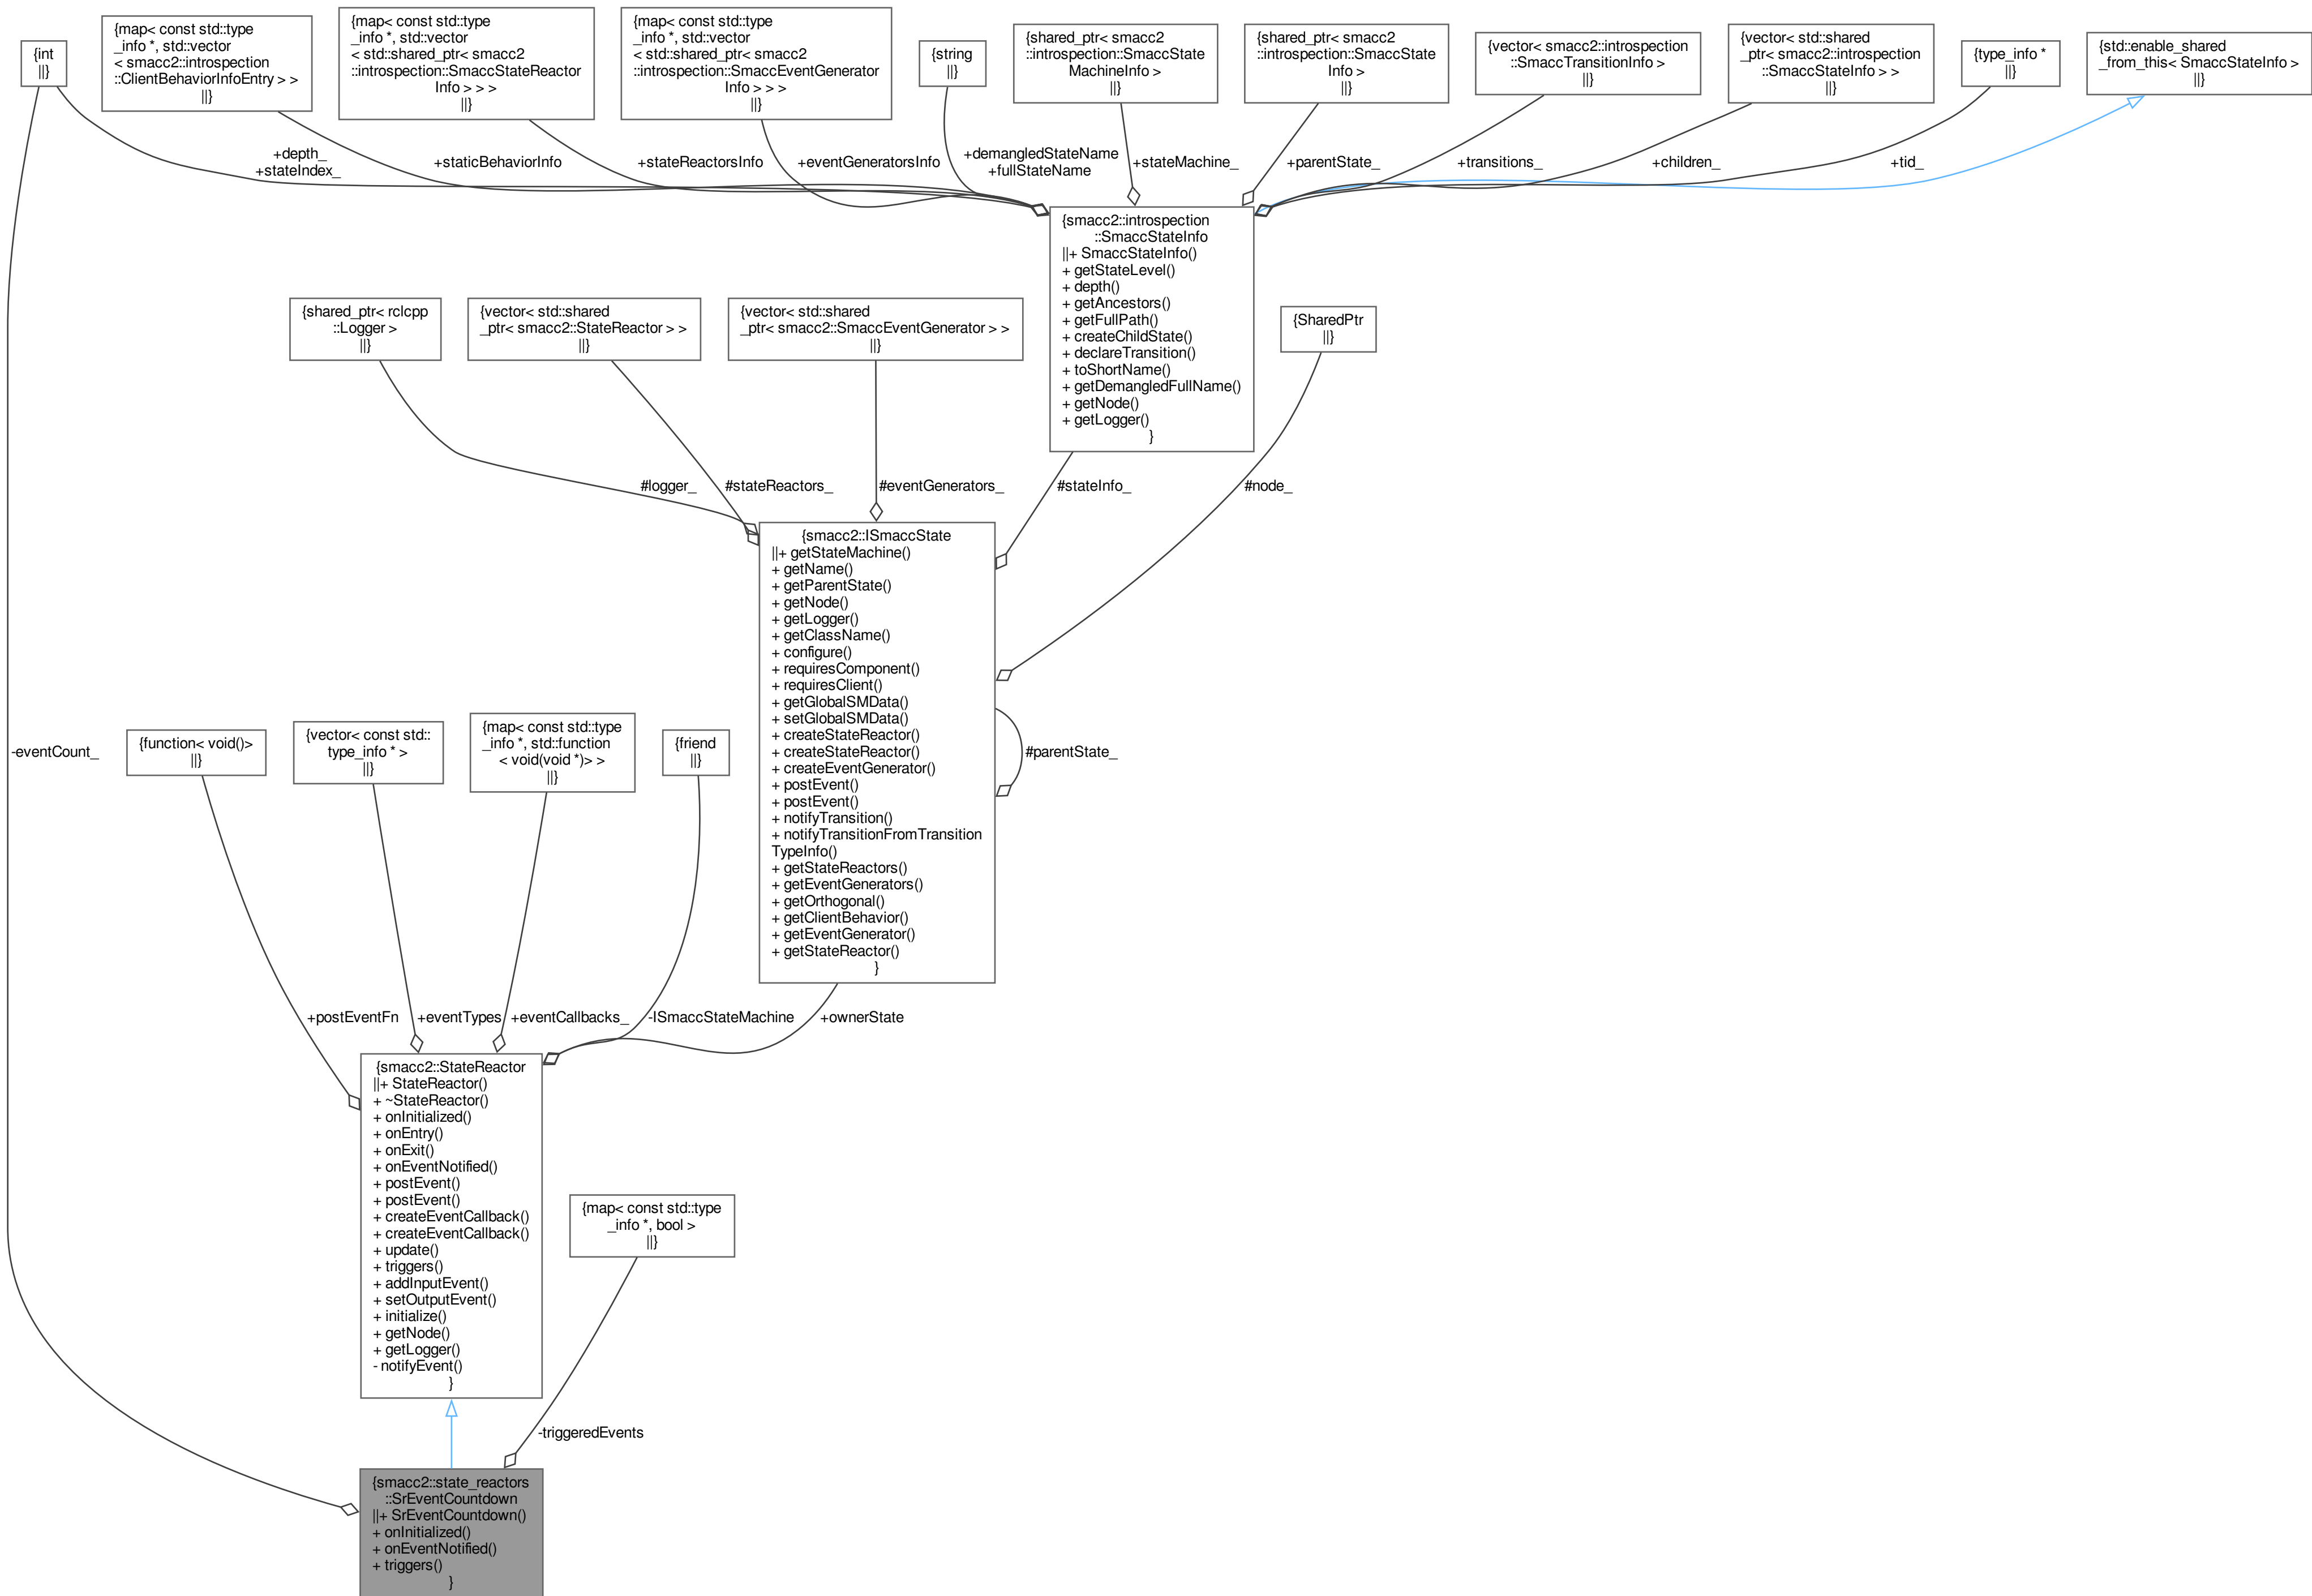 {int
||}
{map< const std::type
_info *, std::vector
< smacc2::introspection
::ClientBehaviorInfoEntry > >
||}
{map< const std::type
_info *, std::vector
< std::shared_ptr< smacc2
::introspection::SmaccStateReactor
Info > > >
||}
{map< const std::type
_info *, std::vector
< std::shared_ptr< smacc2
::introspection::SmaccEventGenerator
Info > > >
||}
{string
||}
{shared_ptr< smacc2
::introspection::SmaccState
MachineInfo >
||}
{shared_ptr< smacc2
::introspection::SmaccState
Info >
||}
{vector< smacc2::introspection
::SmaccTransitionInfo >
||}
{vector< std::shared
_ptr< smacc2::introspection
::SmaccStateInfo > >
||}
{type_info *
||}
{std::enable_shared
_from_this< SmaccStateInfo >
||}
+depth_
+stateIndex_
+staticBehaviorInfo
+stateReactorsInfo
+eventGeneratorsInfo
+demangledStateName
+fullStateName
+stateMachine_
+parentState_
+transitions_
+children_
+tid_
{smacc2::introspection
::SmaccStateInfo
||+ SmaccStateInfo()
+ getStateLevel()
+ depth()
+ getAncestors()
+ getFullPath()
+ createChildState()
+ declareTransition()
+ toShortName()
+ getDemangledFullName()
+ getNode()
+ getLogger()
}
{shared_ptr< rclcpp
::Logger >
||}
{vector< std::shared
_ptr< smacc2::StateReactor > >
||}
{vector< std::shared
_ptr< smacc2::SmaccEventGenerator > >
||}
{SharedPtr
||}
#logger_
#stateReactors_
#eventGenerators_
#stateInfo_
#node_
{smacc2::ISmaccState
||+ getStateMachine()
+ getName()
+ getParentState()
+ getNode()
+ getLogger()
+ getClassName()
+ configure()
+ requiresComponent()
+ requiresClient()
+ getGlobalSMData()
+ setGlobalSMData()
+ createStateReactor()
+ createStateReactor()
+ createEventGenerator()
+ postEvent()
+ postEvent()
+ notifyTransition()
+ notifyTransitionFromTransition
TypeInfo()
+ getStateReactors()
+ getEventGenerators()
+ getOrthogonal()
+ getClientBehavior()
+ getEventGenerator()
+ getStateReactor()
}
#parentState_
-eventCount_
{function< void()>
||}
{vector< const std::
type_info * >
||}
{map< const std::type
_info *, std::function
< void(void *)> >
||}
{friend
||}
+postEventFn
+eventTypes
+eventCallbacks_
-ISmaccStateMachine
+ownerState
{smacc2::StateReactor
||+ StateReactor()
+ ~StateReactor()
+ onInitialized()
+ onEntry()
+ onExit()
+ onEventNotified()
+ postEvent()
+ postEvent()
+ createEventCallback()
+ createEventCallback()
+ update()
+ triggers()
+ addInputEvent()
+ setOutputEvent()
+ initialize()
+ getNode()
+ getLogger()
- notifyEvent()
}
{map< const std::type
_info *, bool >
||}
-triggeredEvents
{smacc2::state_reactors
::SrEventCountdown
||+ SrEventCountdown()
+ onInitialized()
+ onEventNotified()
+ triggers()
}